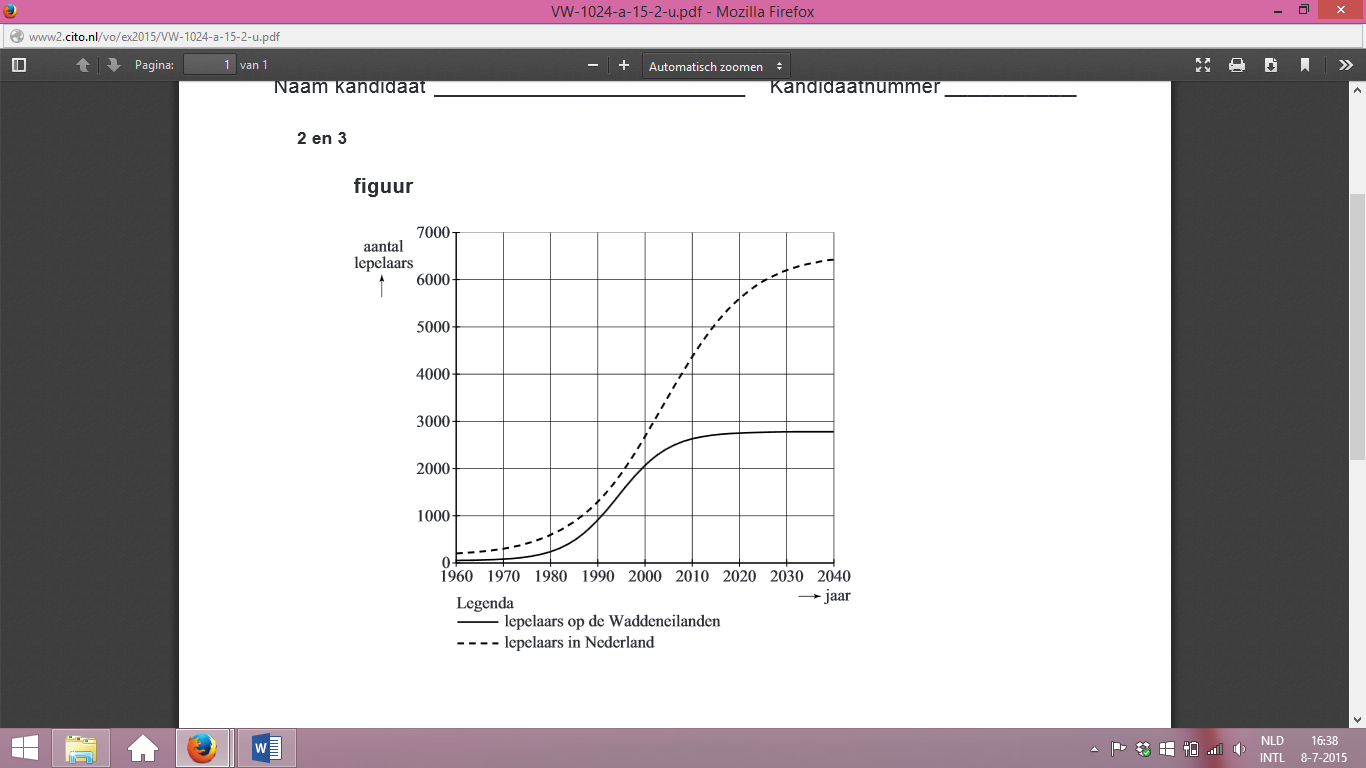 VW-1024-a-15-2-u.pdf - Mozilla Firefox
www2.cito.nl/vo/ex2015/VW-1024-a-15-2-u.pdf
Pagina: 1 van 1
Automatisch zoomen
Naam kandidaat Kandidaatnummer
2 en 3
figuur
aantal
lepelaars
7000
6000
5000
4000
3000
2000
1000
0
1960 1970 1980 1990 2000 2010 2020 2030 2040
jaar
Legenda
lepelaars op de Waddeneilanden
lepelaars in Nederland
NLD 16:38
INTL 8-7-2015